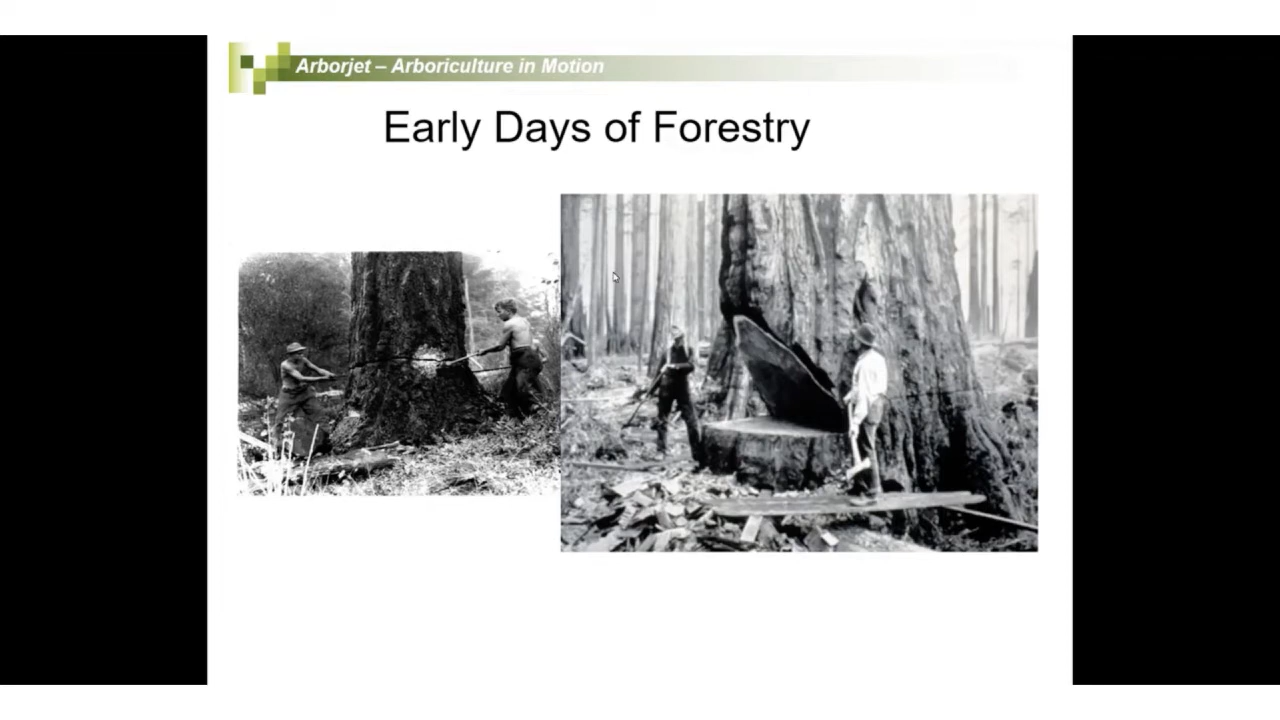 Arborjet – Arboriculture in Motion
Early Days of Forestry